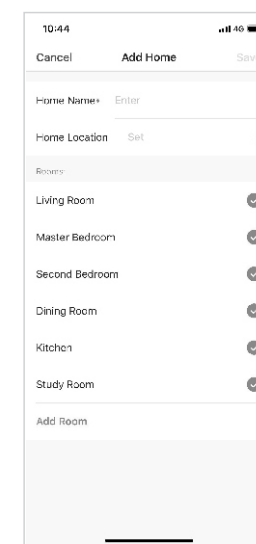 10:44 4G
Cancel Add Home Save
Home Name* Enter
Home Location Set
Rooms
Living Room
Master Bedroom
Second Bedroom
Dining Room
Kitchen
Study Room
Add Room